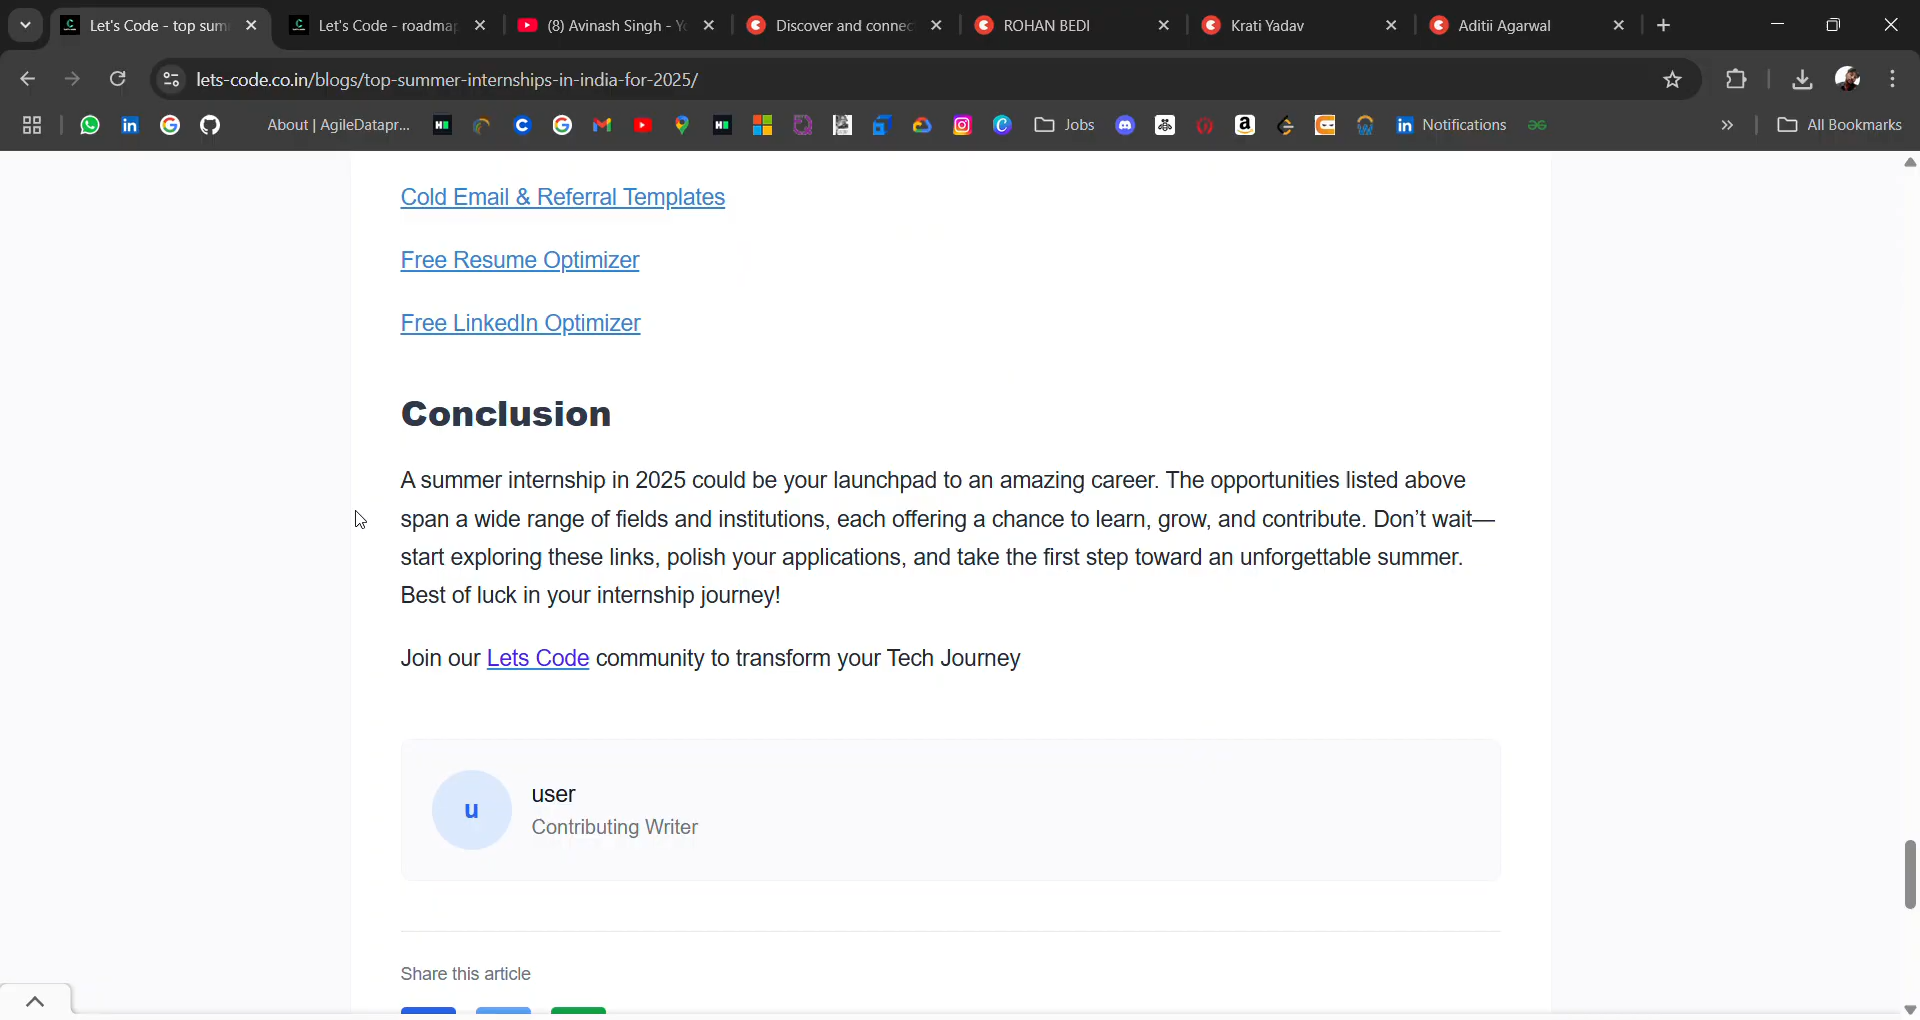 Let's Code - top sum
Let's Code - roadmap
(8) Avinash Singh - Y
Discover and connec
ROHAN BEDI
Krati Yadav
Aditii Agarwal
lets-code.co.in/blogs/top-summer-internships-in-india-for-2025/
About | AgileDatapr...
Jobs
Notifications
All Bookmarks
Cold Email & Referral Templates
Free Resume Optimizer
Free LinkedIn Optimizer
Conclusion
A summer internship in 2025 could be your launchpad to an amazing career. The opportunities listed above
span a wide range of fields and institutions, each offering a chance to learn, grow, and contribute. Don’t wait—
start exploring these links, polish your applications, and take the first step toward an unforgettable summer.
Best of luck in your internship journey!
Join our Lets Code community to transform your Tech Journey
u
user
Contributing Writer
Share this article